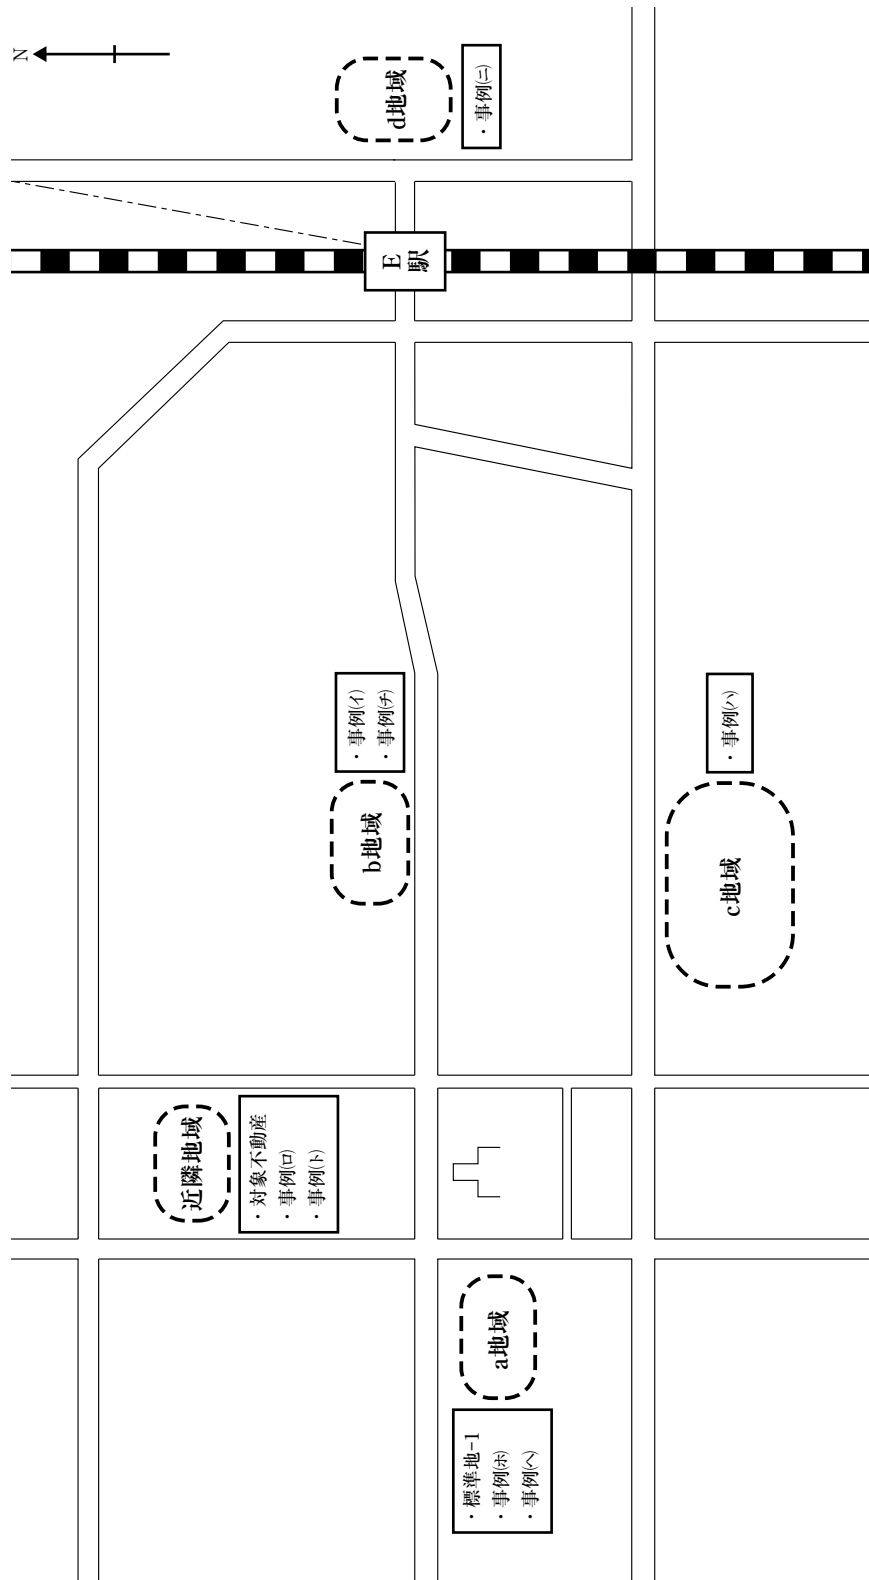 N
近隣地域
・対象不動産
・事例(ロ)
・事例(ト)
a地域
・標準地-1
・事例(ホ)
・事例(ヘ)
b地域
・事例(イ)
・事例(チ)
c地域
・事例(ハ)
E
駅
d地域
・事例(ニ)